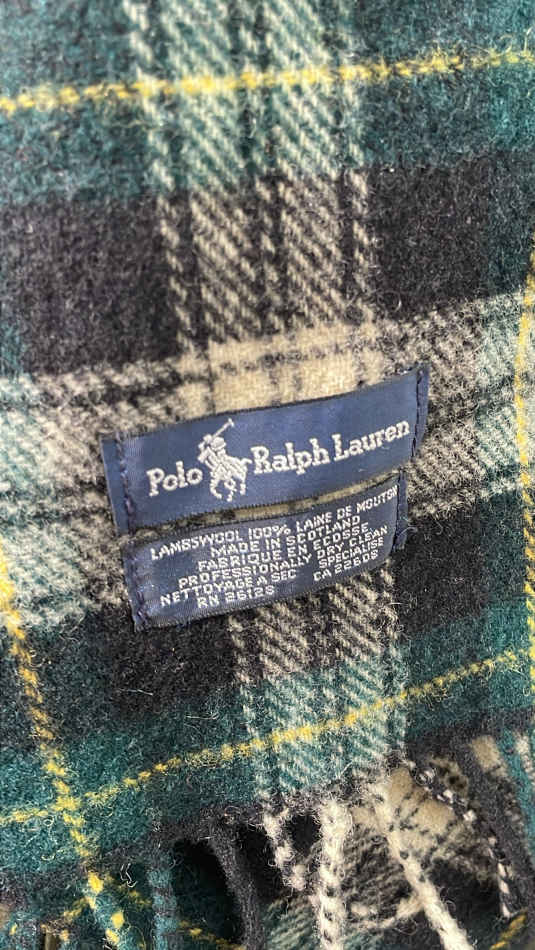 Polo Ralph Lauren
LAMBSWOOL 100% LAINE DE MOUTON
MADE IN SCOTLAND
FABRIQUE EN ECOSSE
PROFESSIONALLY DRY CLEAN
NETTOYAGE A SEC SPECIALISE
RN 26128 CA 22608